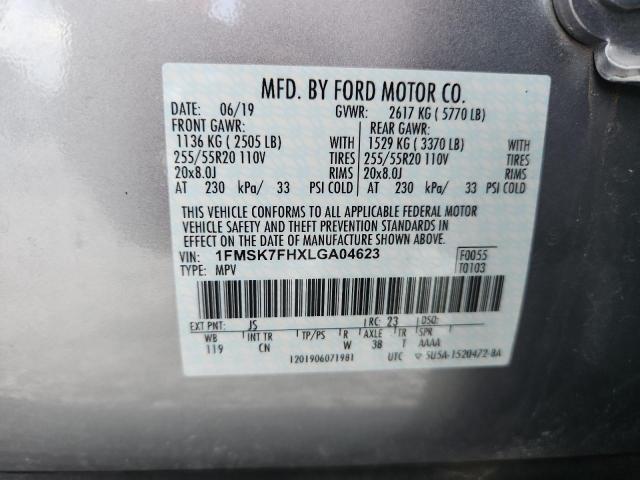 MFD. BY FORD MOTOR CO.
DATE: 06/19 GVWR: 2617 KG ( 5770 LB)
FRONT GAWR: REAR GAWR:
1136 KG ( 2505 LB) WITH 1529 KG ( 3370 LB) WITH
255/55R20 110V TIRES 255/55R20 110V TIRES
20x8.0J RIMS 20x8.0J RIMS
AT 230 kPa/ 33 PSI COLD AT 230 kPa/ 33 PSI COLD
THIS VEHICLE CONFORMS TO ALL APPLICABLE FEDERAL MOTOR
VEHICLE SAFETY AND THEFT PREVENTION STANDARDS IN
EFFECT ON THE DATE OF MANUFACTURE SHOWN ABOVE.
VIN: 1FMSK7FHXLGA04623 F0055
TYPE: MPV T0103
EXT PNT: JS RC: 23 DSO:
WB INT TR TP/PS R AXLE TR SPR
119 CN W 38 T AAAA
1201906071981 UTC 5U5A-1520472-BA